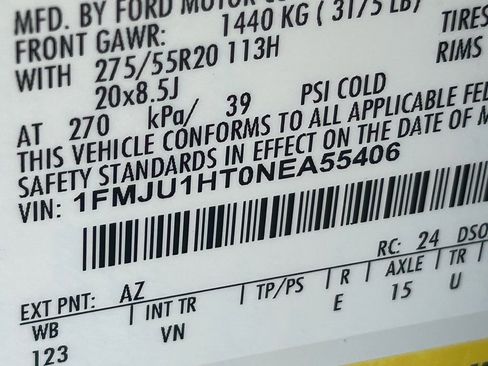 MFD. BY FORD MOTOR
FRONT GAWR: 1440 KG ( 3175 LB)
WITH 275/55R20 113H TIRES
20x8.5J RIMS
AT 270 kPa/ 39 PSI COLD
THIS VEHICLE CONFORMS TO ALL APPLICABLE FED
SAFETY STANDARDS IN EFFECT ON THE DATE OF M
VIN: 1FMJU1HT0NEA55406
RC: 24 DSO
EXT PNT: AZ
WB | INT TR | TP/PS | R | AXLE | TR
123 VN E 15 U